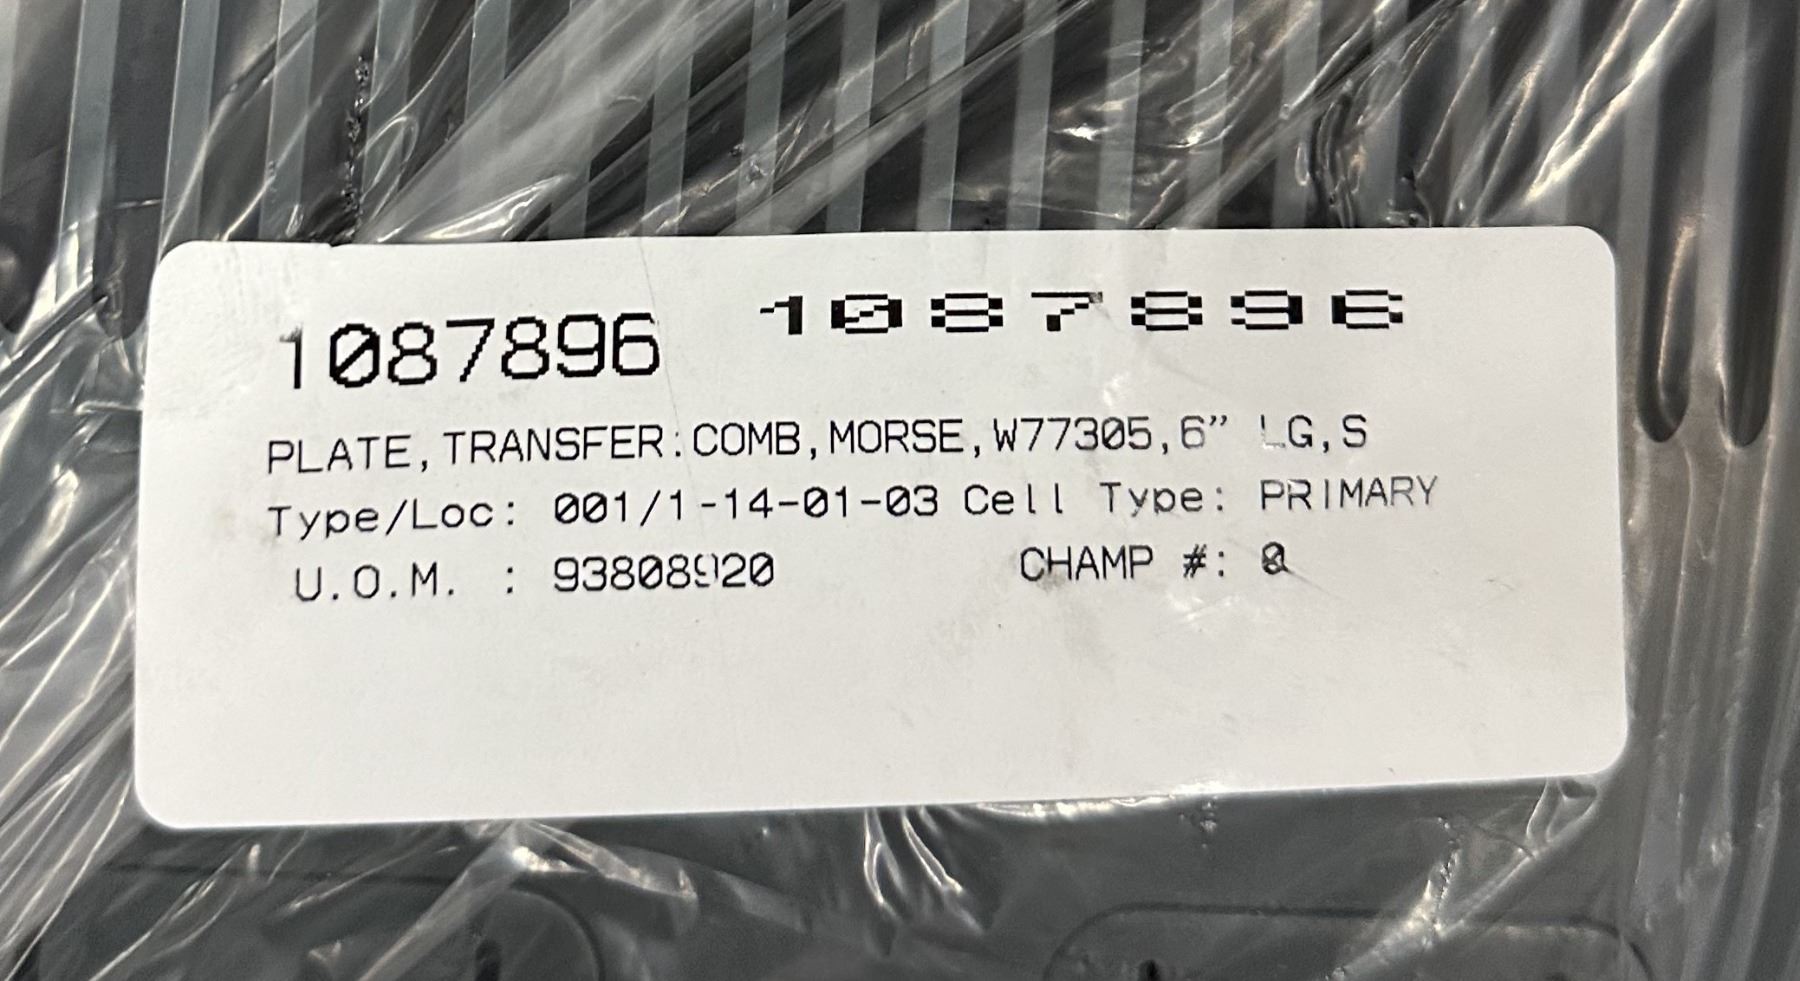 1087896 1087896
PLATE,TRANSFER:COMB,MORSE,W77305,6” LG,S
Type/Loc: 001/1-14-01-03 Cell Type: PRIMARY
U.O.M. : 93808920 CHAMP #: